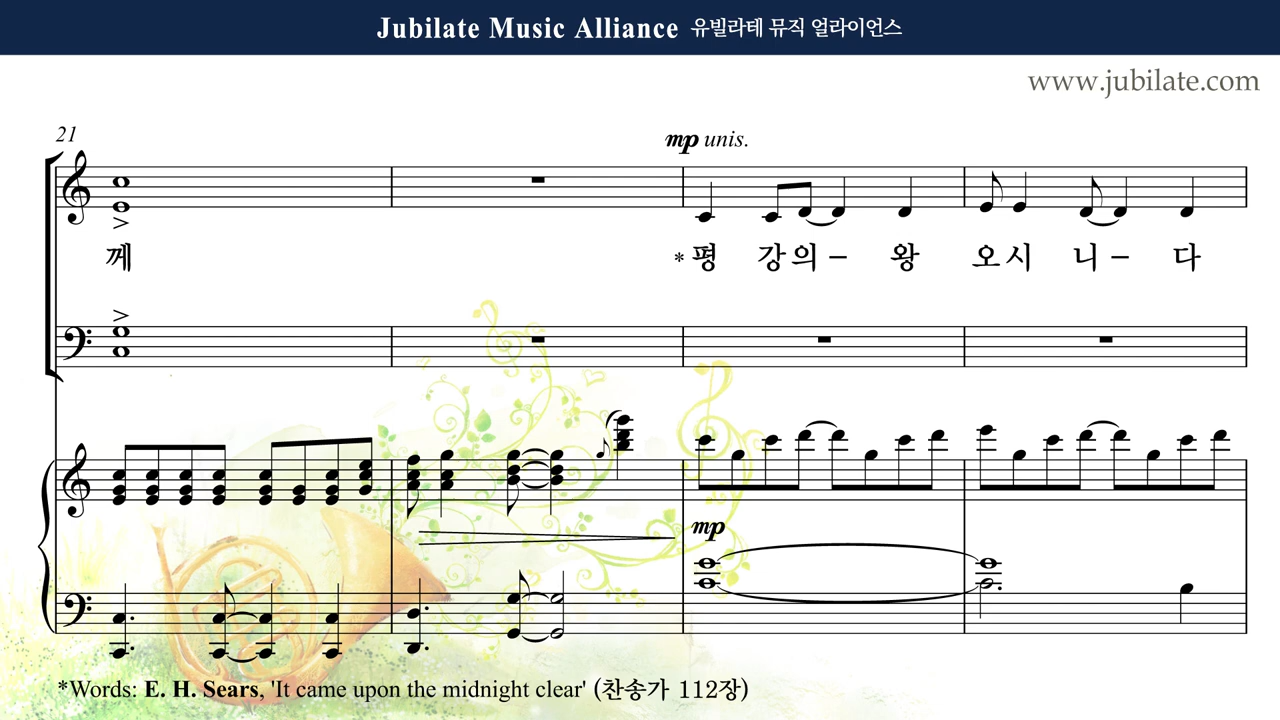 Jubilate Music Alliance 유빌라테 뮤직 얼라이언스
www.jubilate.com
21
mp unis.
께 *평 강의 – 왕 오시 니 – 다
mp
*Words: E. H. Sears, 'It came upon the midnight clear' (찬송가 112장)